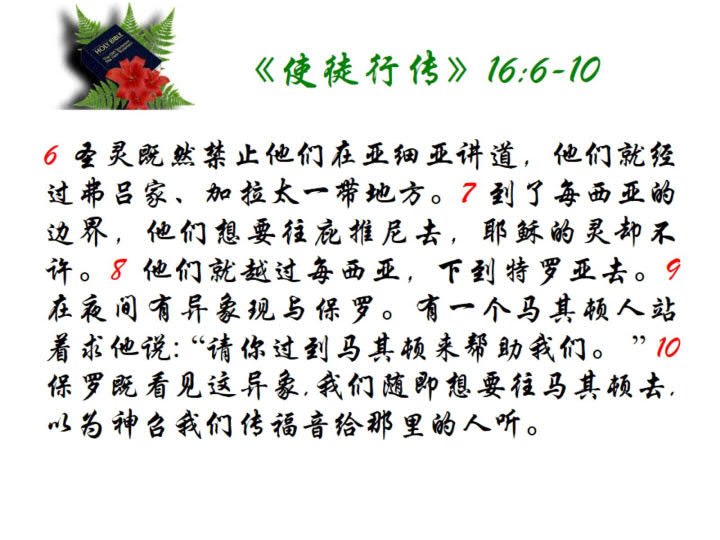 HOLY BIBLE
《使徒行传》16:6-10
6 圣灵既然禁止他们在亚细亚讲道，他们就经
过弗吕家、加拉太一带地方。7 到了每西亚的
边界，他们想要往庇推尼去，耶稣的灵却不
许。8 他们就越过每西亚，下到特罗亚去。9
在夜间有异象现与保罗。有一个马其顿人站
着求他说：“请你过到马其顿来帮助我们。”10
保罗既看见这异象，我们随即想要往马其顿去，
以为神召我们传福音给那里的人听。